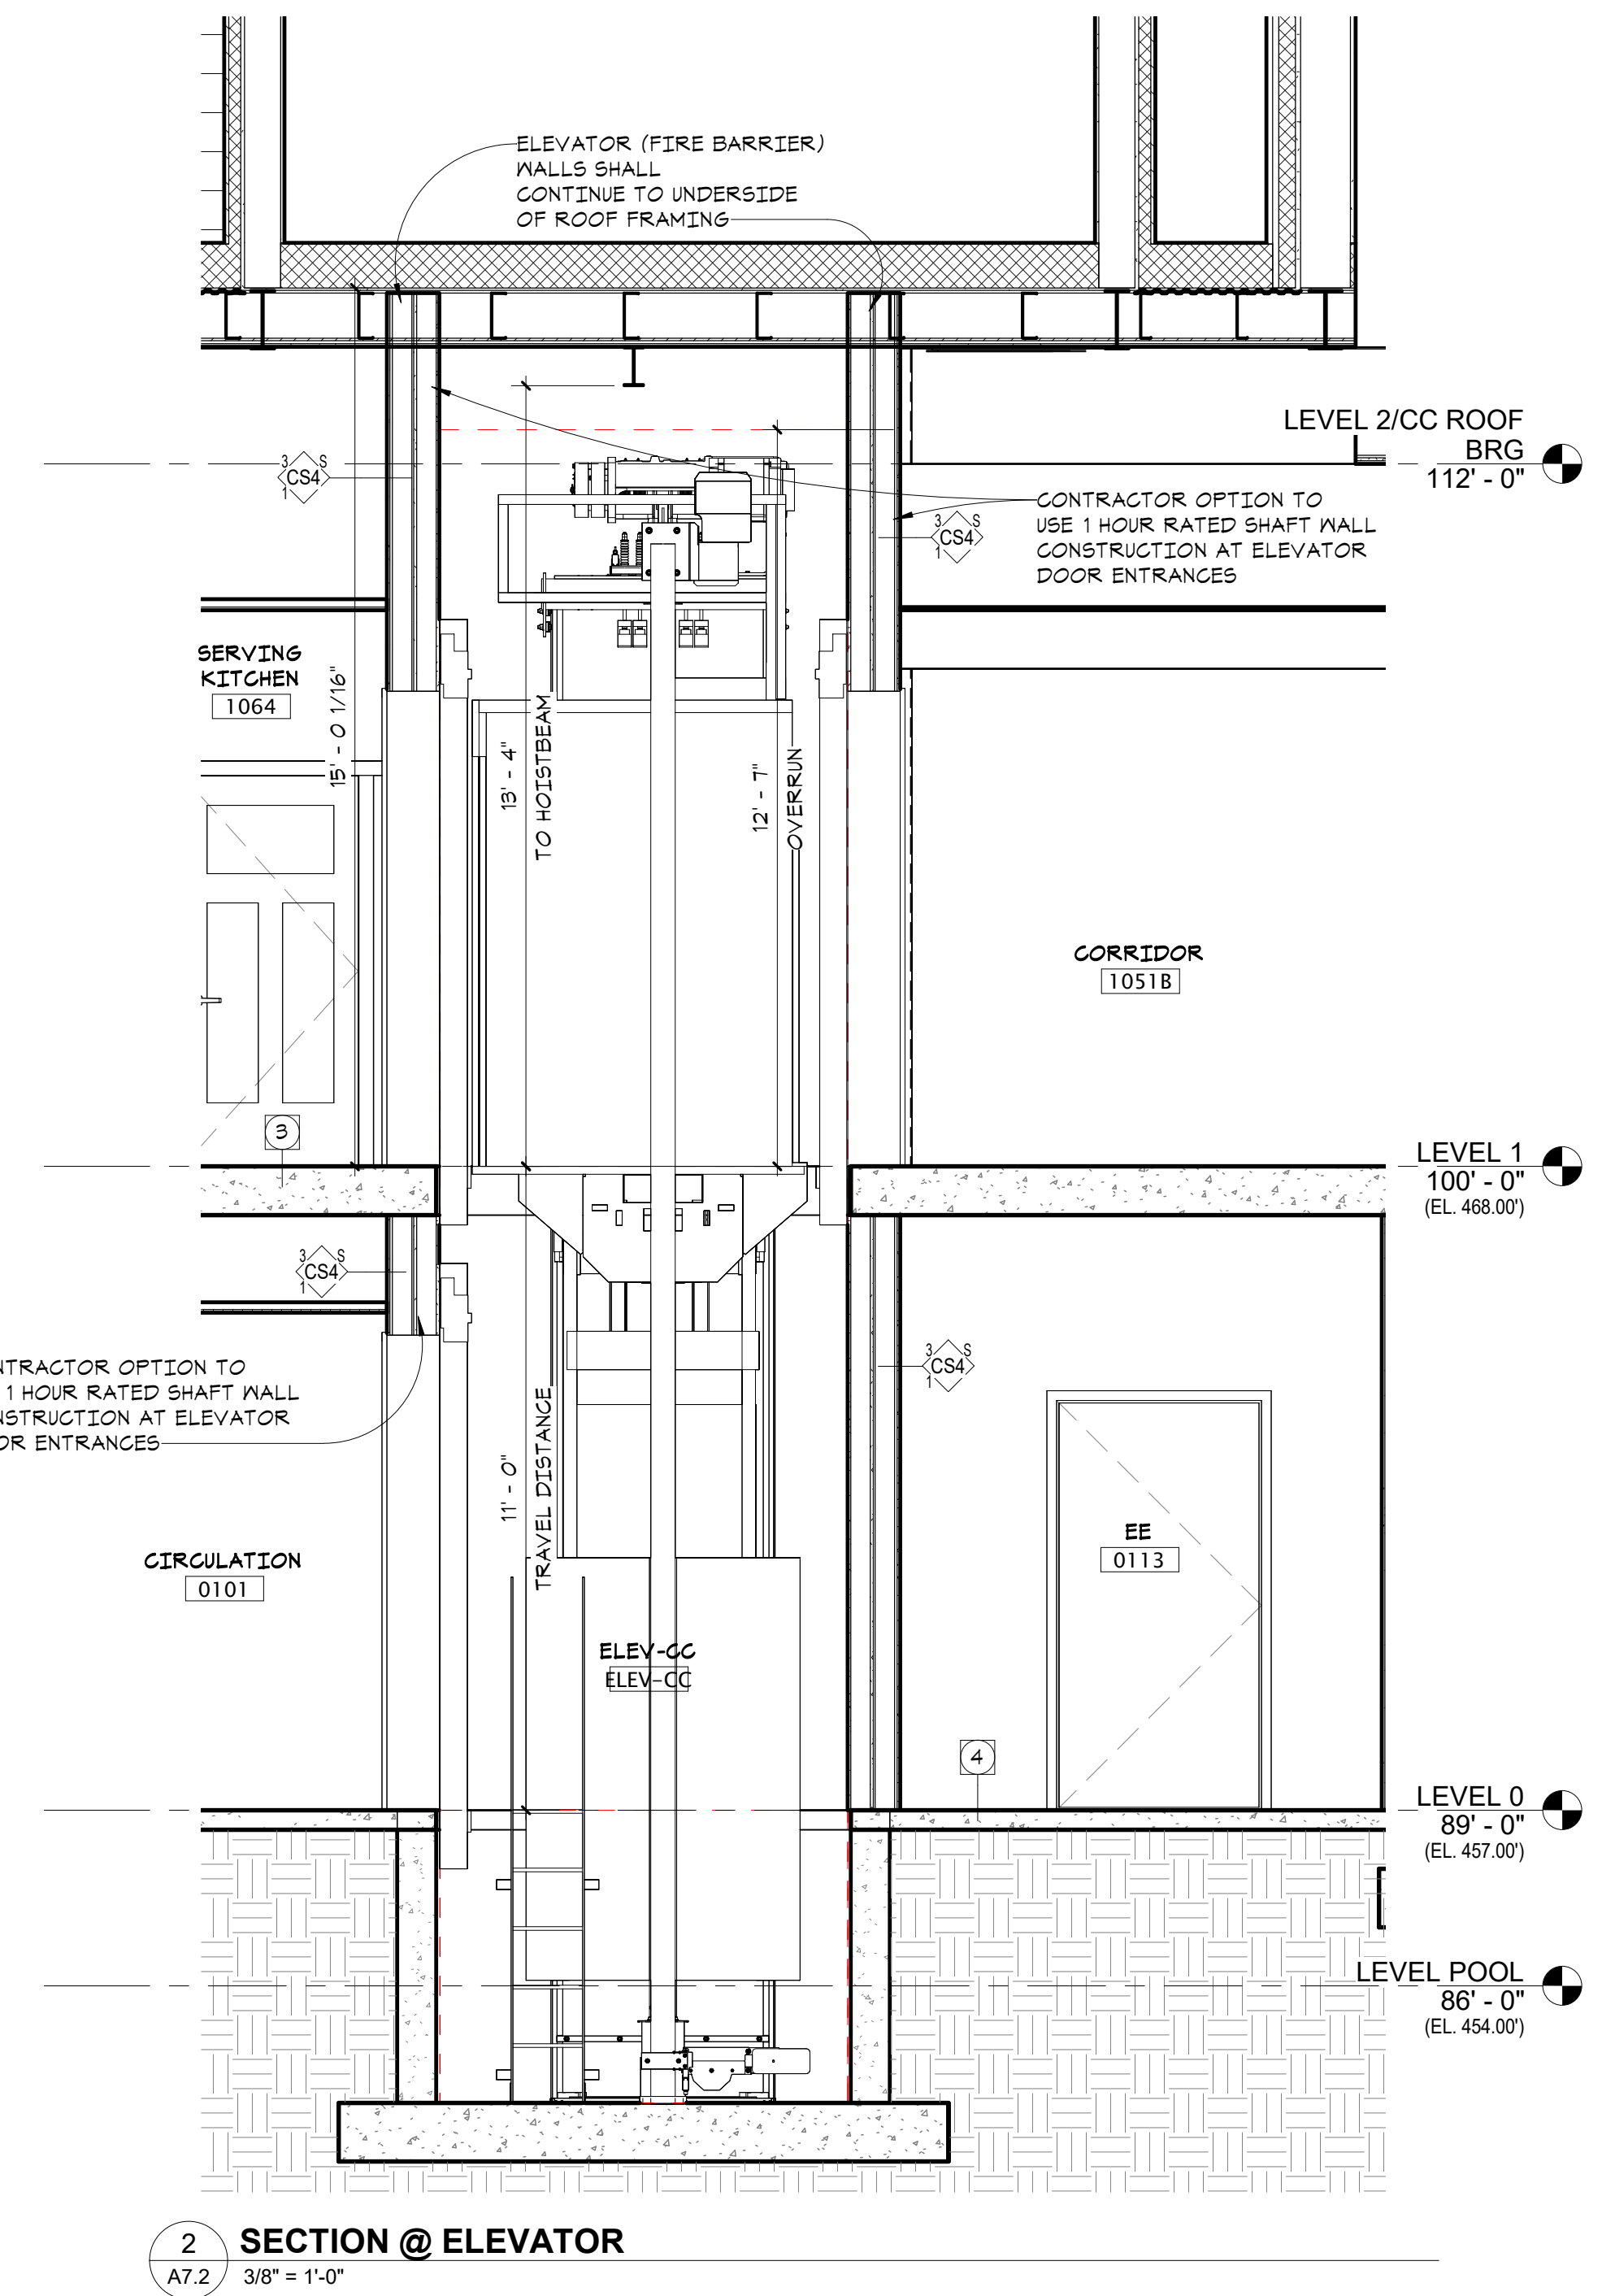 ELEVATOR (FIRE BARRIER)
WALLS SHALL
CONTINUE TO UNDERSIDE
OF ROOF FRAMING
LEVEL 2/CC ROOF
BRG
112' - 0"
3 S
CS4
1
CONTRACTOR OPTION TO
USE 1 HOUR RATED SHAFT WALL
CONSTRUCTION AT ELEVATOR
DOOR ENTRANCES
3 S
CS4
1
SERVING
KITCHEN
1064
15' - 0 1/16"
13' - 4"
TO HOISTBEAM
12' - 7"
OVERRUN
CORRIDOR
1051B
3
LEVEL 1
100' - 0"
(EL. 468.00')
3 S
CS4
1
NTRACTOR OPTION TO
1 HOUR RATED SHAFT WALL
NSTRUCTION AT ELEVATOR
OR ENTRANCES
3 S
CS4
1
11' - 0"
TRAVEL DISTANCE
CIRCULATION
0101
EE
0113
ELEV-CC
ELEV-CC
4
LEVEL 0
89' - 0"
(EL. 457.00')
LEVEL POOL
86' - 0"
(EL. 454.00')
2 SECTION @ ELEVATOR
A7.2 3/8" = 1'-0"